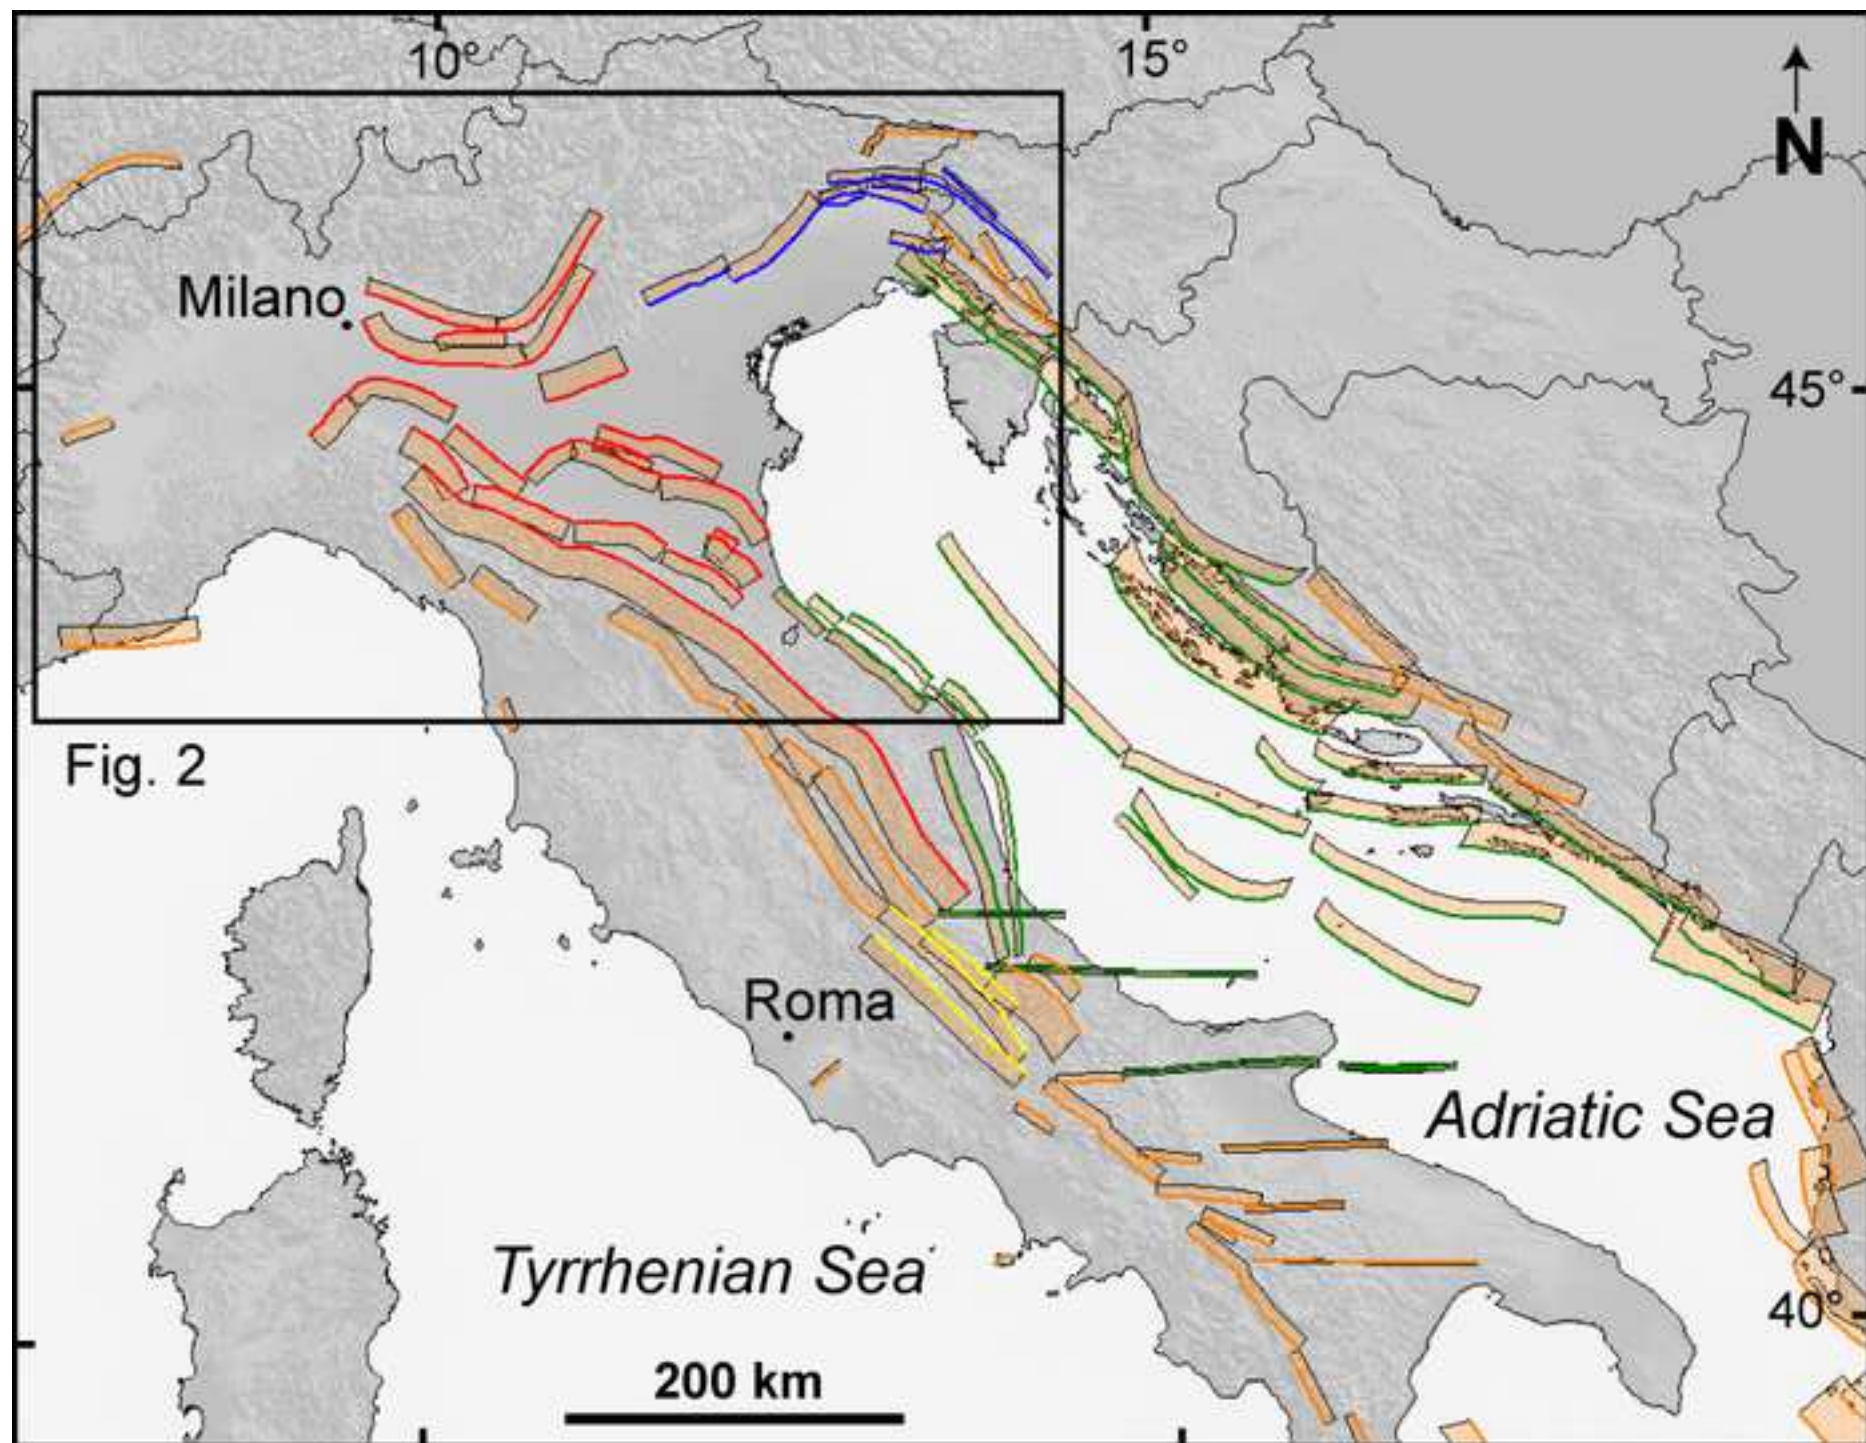 10°
15°
N
Milano
45°
Fig. 2
Roma
Adriatic Sea
Tyrrhenian Sea
40°
200 km